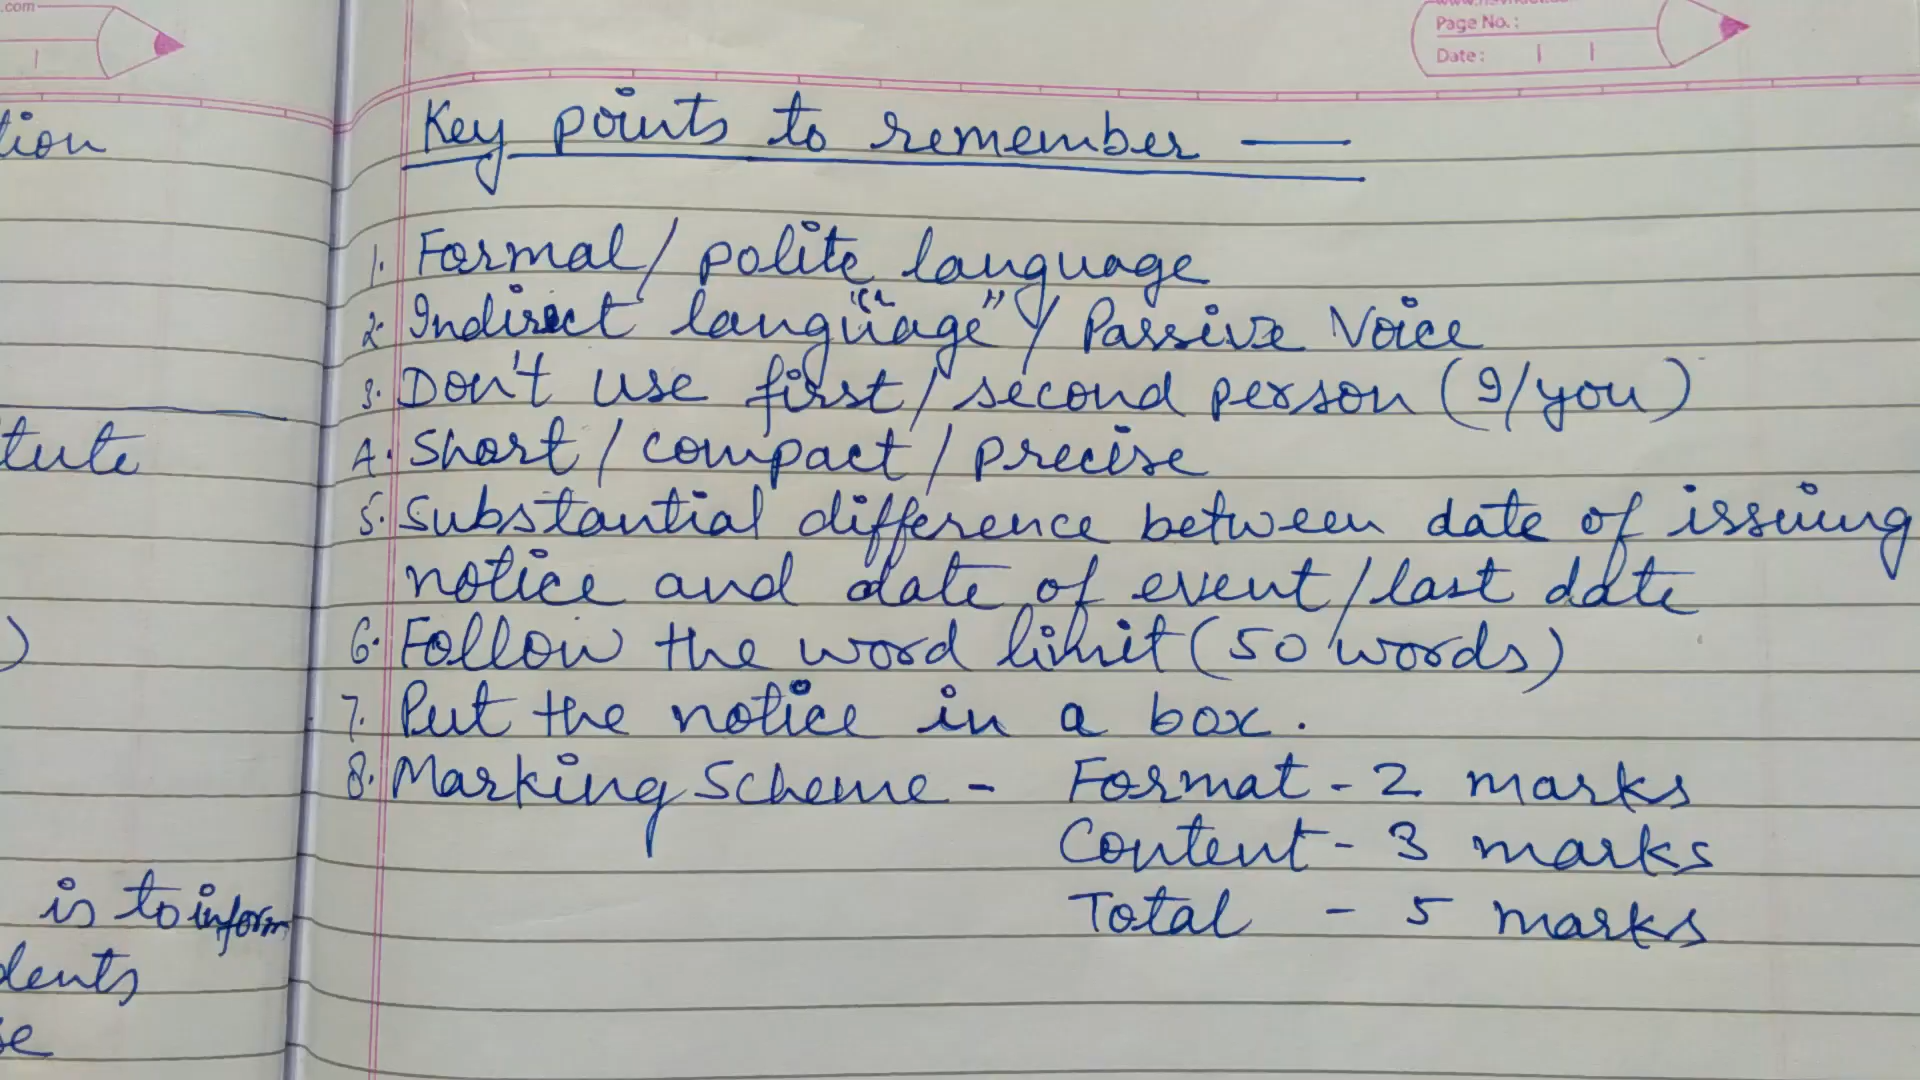 .com
tion
tute
)
is to inform
dents
se
Page No.:
Date:
Key points to remember —
1. Formal/ polite language
2. Indirect language"/ Passive Voice
3. Don't use first/second person (I/you)
4. Short / compact / precise
5. Substantial difference between date of issuing
notice and date of event/last date
6. Follow the word limit (50 words)
7. Put the notice in a box.
8. Marking Scheme - Format - 2 marks
Content - 3 marks
Total - 5 marks